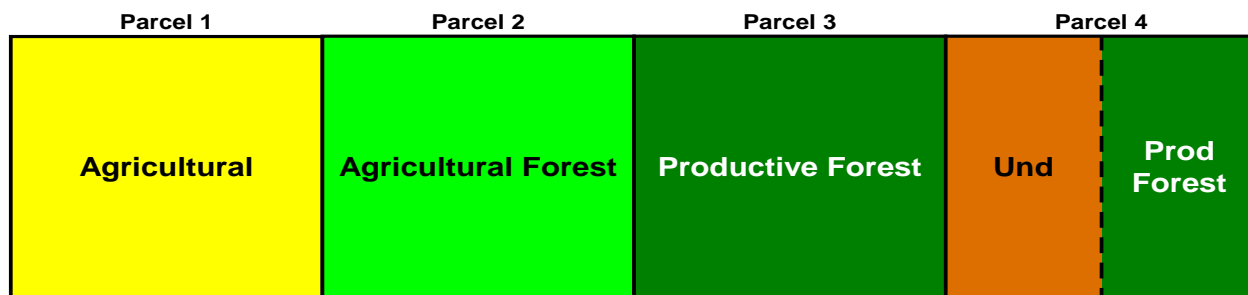 Parcel 1 Parcel 2 Parcel 3 Parcel 4
Agricultural Agricultural Forest Productive Forest Und Prod
Forest